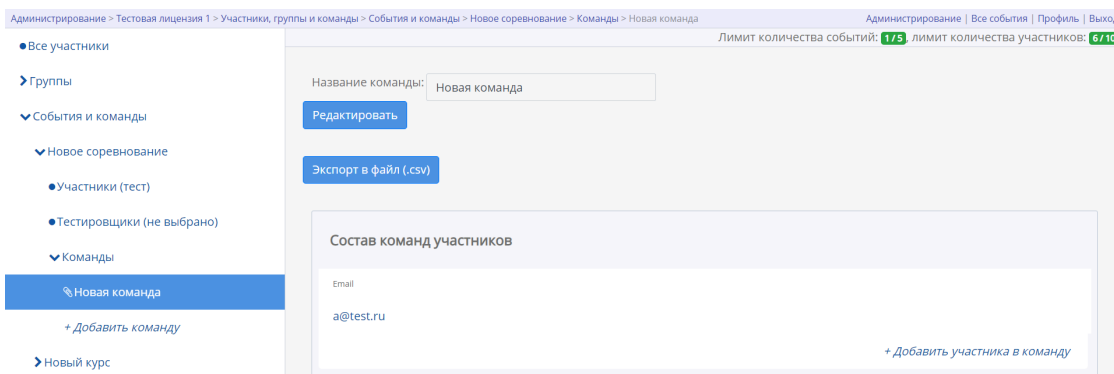 Администрирование > Тестовая лицензия 1 > Участники, группы и команды > События и команды > Новое соревнование > Команды > Новая команда
Администрирование | Все события | Профиль | Выход
Лимит количества событий: 1/5, лимит количества участников: 6/10
Все участники
Группы
События и команды
Новое соревнование
Участники (тест)
Тестировщики (не выбрано)
Команды
Новая команда
+ Добавить команду
Новый курс
Название команды: Новая команда
Редактировать
Экспорт в файл (.csv)
Состав команд участников
Email
a@test.ru
+ Добавить участника в команду